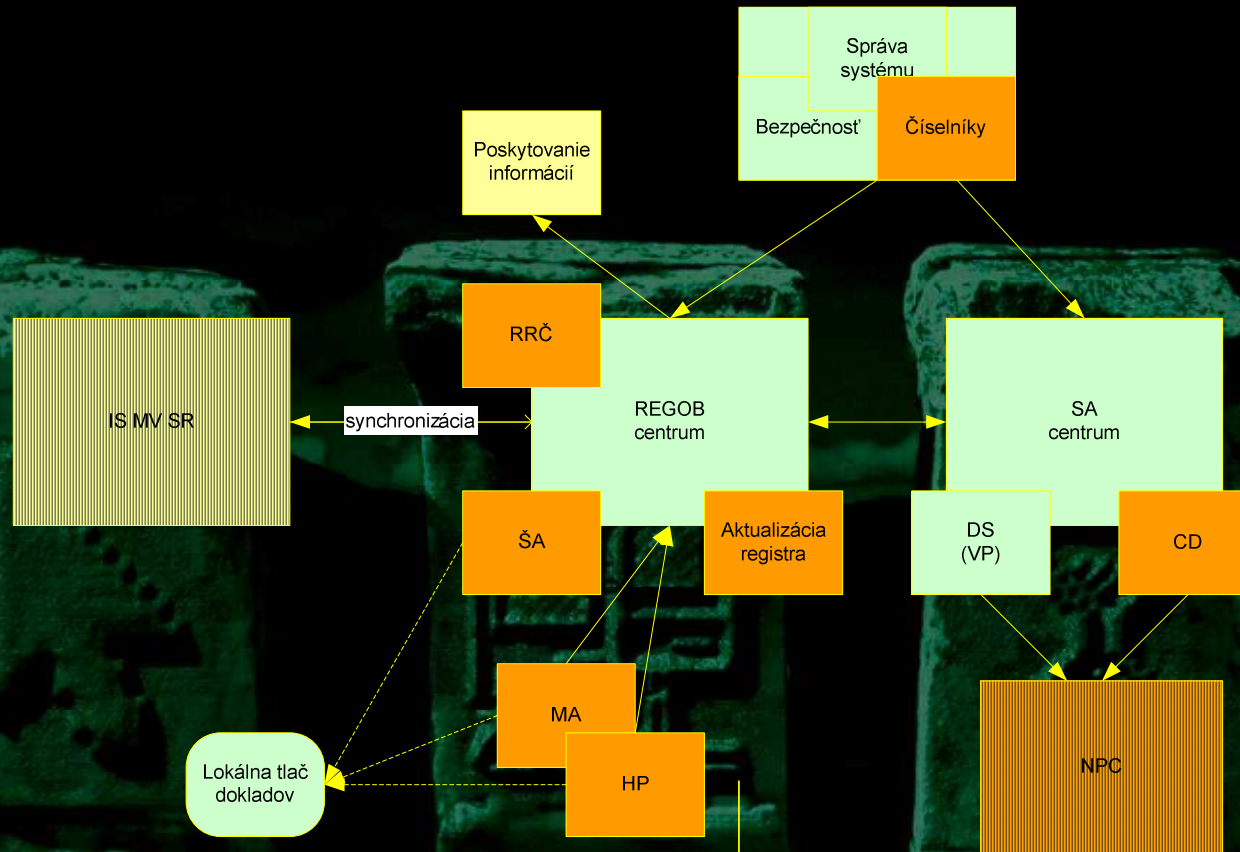 Správa
systému
Bezpečnosť
Číselníky
Poskytovanie
informácií
RRČ
IS MV SR
synchronizácia
REGOB
centrum
SA
centrum
ŠA
Aktualizácia
registra
DS
(VP)
CD
MA
HP
Lokálna tlač
dokladov
NPC